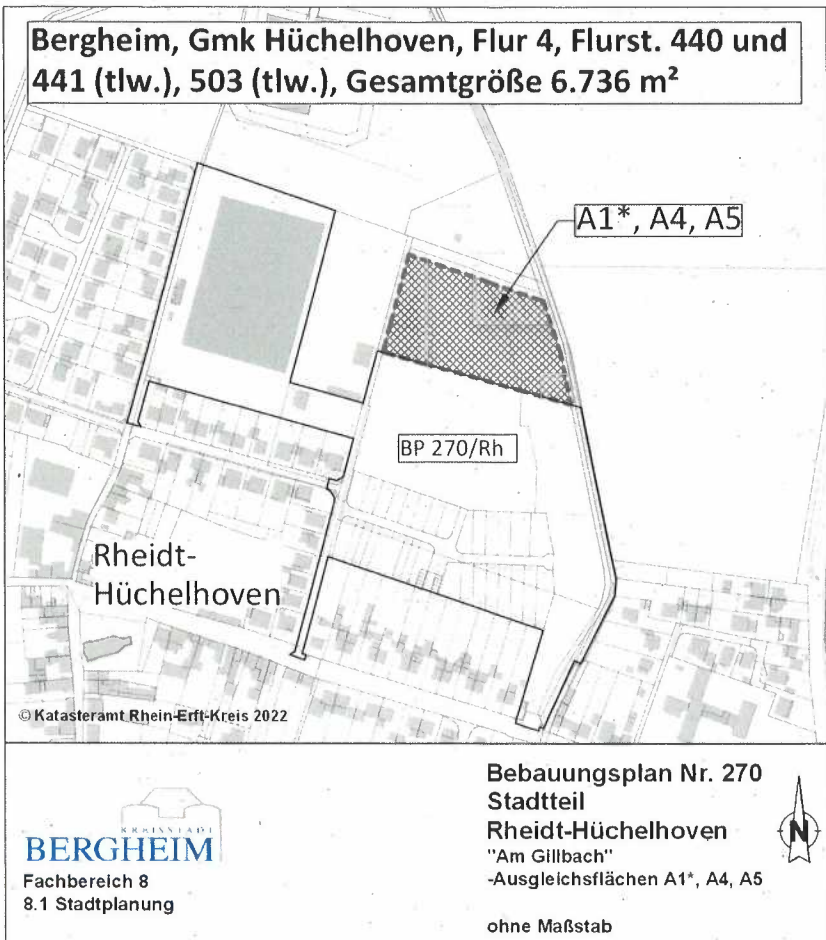 Bergheim, Gmk Hüchelhoven, Flur 4, Flurst. 440 und
441 (tlw.), 503 (tlw.), Gesamtgröße 6.736 m²
A1*, A4, A5
BP 270/Rh
Rheidt-
Hüchelhoven
© Katasteramt Rhein-Erft-Kreis 2022
KREISSTADT
BERGHEIM
Fachbereich 8
8.1 Stadtplanung
Bebauungsplan Nr. 270
Stadtteil
Rheidt-Hüchelhoven
"Am Gillbach"
-Ausgleichsflächen A1*, A4, A5
ohne Maßstab
N